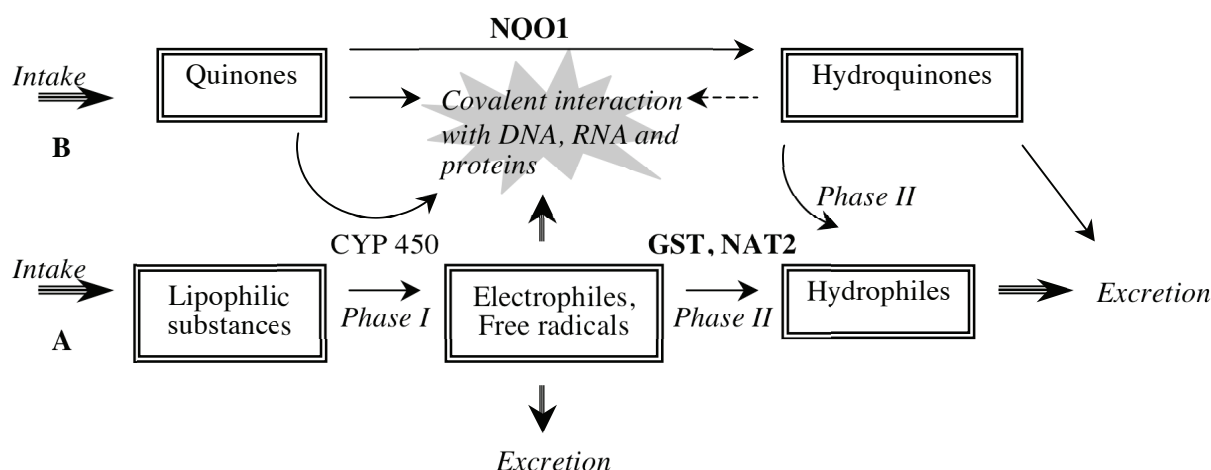 NQO1
Intake
Quinones
Hydroquinones
Covalent interaction
with DNA, RNA and
proteins
B
Phase II
CYP 450
GST, NAT2
Intake
Lipophilic
substances
Phase I
Electrophiles,
Free radicals
Phase II
Hydrophiles
Excretion
A
Excretion